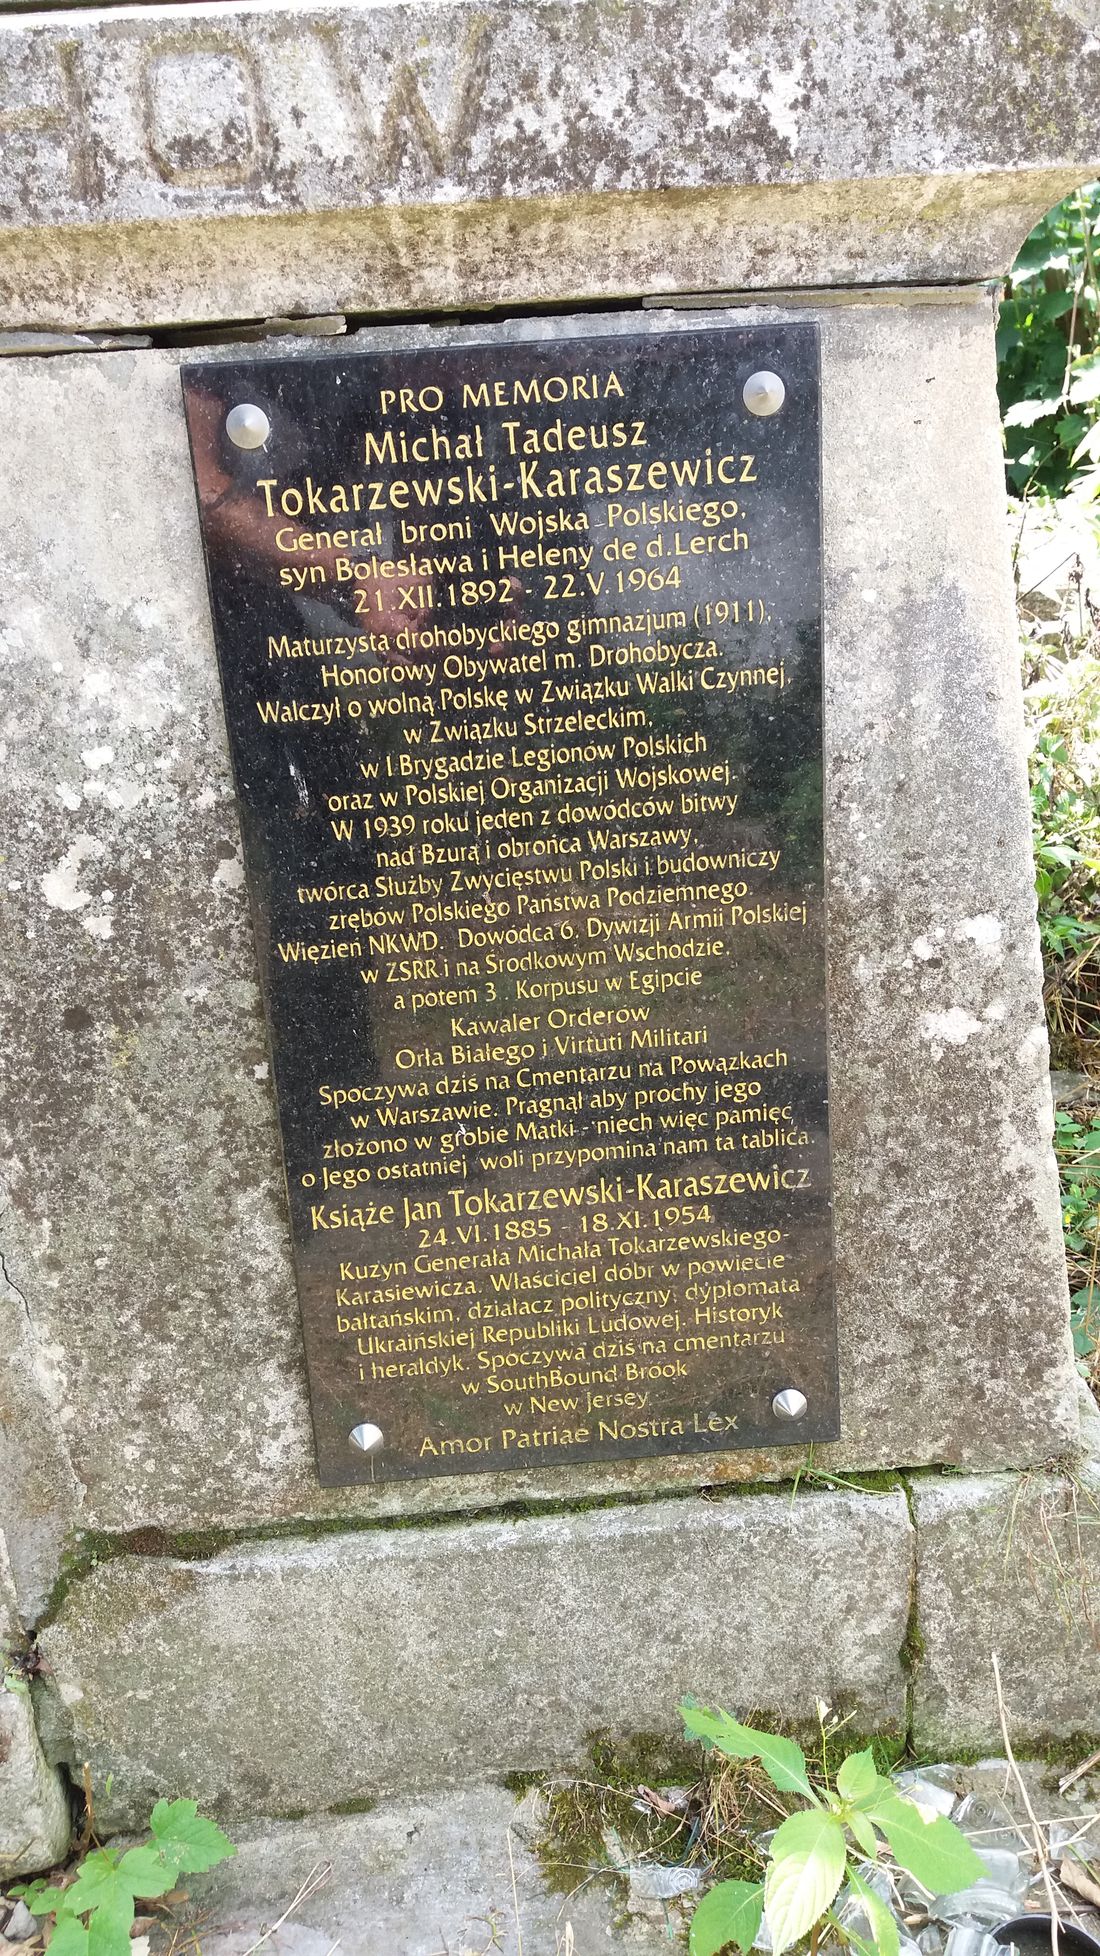 HOW
PRO MEMORIA
Michał Tadeusz
Tokarzewski-Karaszewicz
Generał broni Wojska Polskiego,
syn Bolesława i Heleny de d.Lerch
21.XII.1892 - 22.V.1964
Maturzysta drohobyckiego gimnazjum (1911),
Honorowy Obywatel m. Drohobycza.
Walczył o wolną Polskę w Związku Walki Czynnej,
w Związku Strzeleckim,
w I Brygadzie Legionów Polskich
oraz w Polskiej Organizacji Wojskowej.
W 1939 roku jeden z dowódców bitwy
nad Bzurą i obrońca Warszawy,
twórca Służby Zwycięstwu Polski i budowniczy
zrębów Polskiego Państwa Podziemnego.
Więzień NKWD. Dowódca 6. Dywizji Armii Polskiej
w ZSRR i na Środkowym Wschodzie,
a potem 3 . Korpusu w Egipcie
Kawaler Orderów
Orła Białego i Virtuti Militari
Spoczywa dziś na Cmentarzu na Powązkach
w Warszawie. Pragnął aby prochy jego
złożono w grobie Matki - niech więc pamięć
o Jego ostatniej woli przypomina nam ta tablica.
Książe Jan Tokarzewski-Karaszewicz
24.VI.1885 - 18.XI.1954
Kuzyn Generała Michała Tokarzewskiego-
Karasiewicza. Właściciel dóbr w powiecie
bałtańskim, działacz polityczny, dyplomata
Ukraińskiej Republiki Ludowej. Historyk
i heraldyk. Spoczywa dziś na cmentarzu
w SouthBound Brook
w New Jersey.
Amor Patriae Nostra Lex